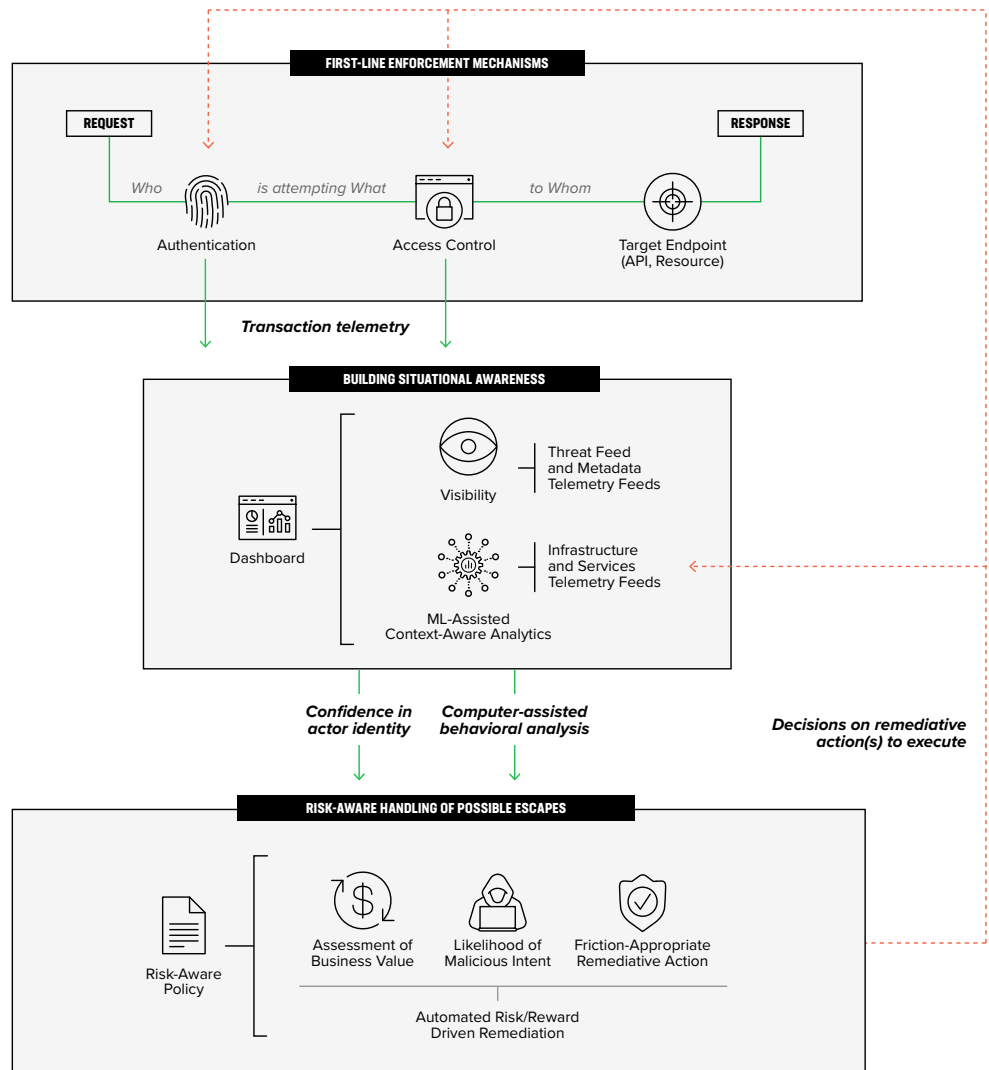 FIRST-LINE ENFORCEMENT MECHANISMS
REQUEST
RESPONSE
Who
is attempting What
to Whom
Authentication
Access Control
Target Endpoint
(API, Resource)
Transaction telemetry
BUILDING SITUATIONAL AWARENESS
Dashboard
Visibility
Threat Feed
and Metadata
Telemetry Feeds
ML-Assisted
Context-Aware Analytics
Infrastructure
and Services
Telemetry Feeds
Confidence in
actor identity
Computer-assisted
behavioral analysis
Decisions on remediative
action(s) to execute
RISK-AWARE HANDLING OF POSSIBLE ESCAPES
Risk-Aware
Policy
Assessment of
Business Value
Likelihood of
Malicious Intent
Friction-Appropriate
Remediative Action
Automated Risk/Reward
Driven Remediation